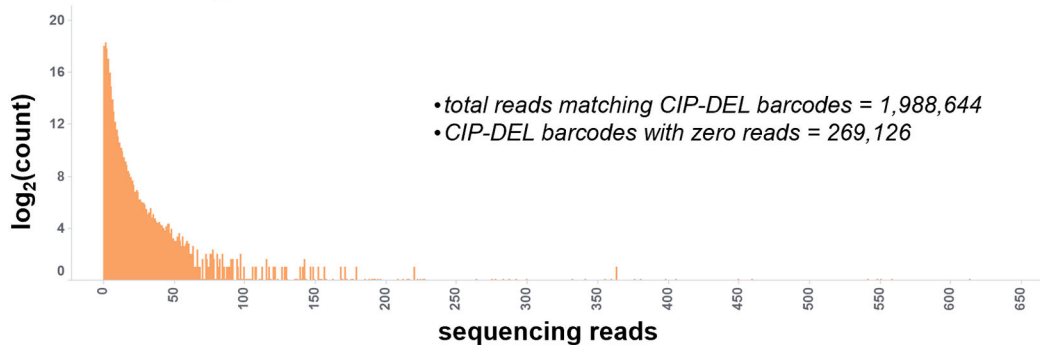 20
16
12
8
4
0
log₂(count)
•total reads matching CIP-DEL barcodes = 1,988,644
•CIP-DEL barcodes with zero reads = 269,126
0 50 100 150 200 250 300 350 400 450 500 550 600 650
sequencing reads